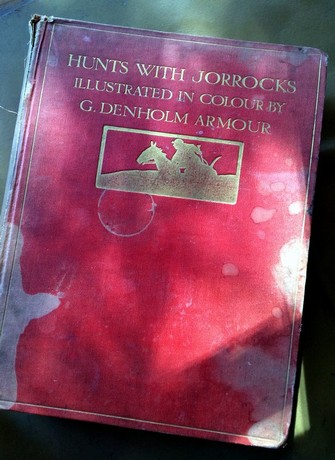 HUNTS WITH JORROCKS
ILLUSTRATED IN COLOUR BY
G. DENHOLM ARMOUR